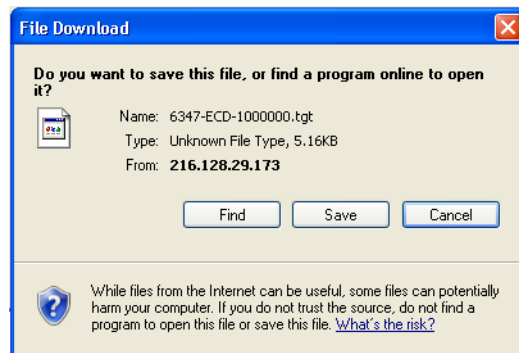 File Download
Do you want to save this file, or find a program online to open
it?
Name: 6347-ECD-1000000.tgt
Type: Unknown File Type, 5.16KB
From: 216.128.29.173
Find Save Cancel
While files from the Internet can be useful, some files can potentially
harm your computer. If you do not trust the source, do not find a
program to open this file or save this file. What's the risk?